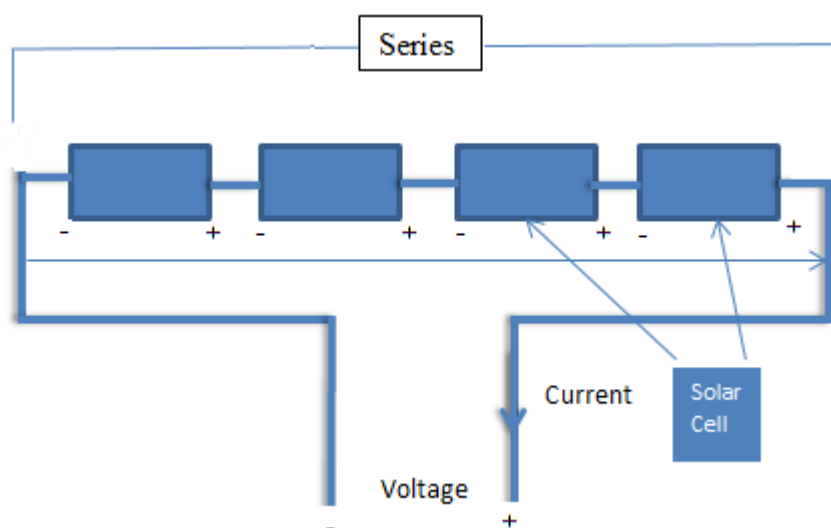 Series
- + - + - + - +
Current
Solar
Cell
Voltage
- +